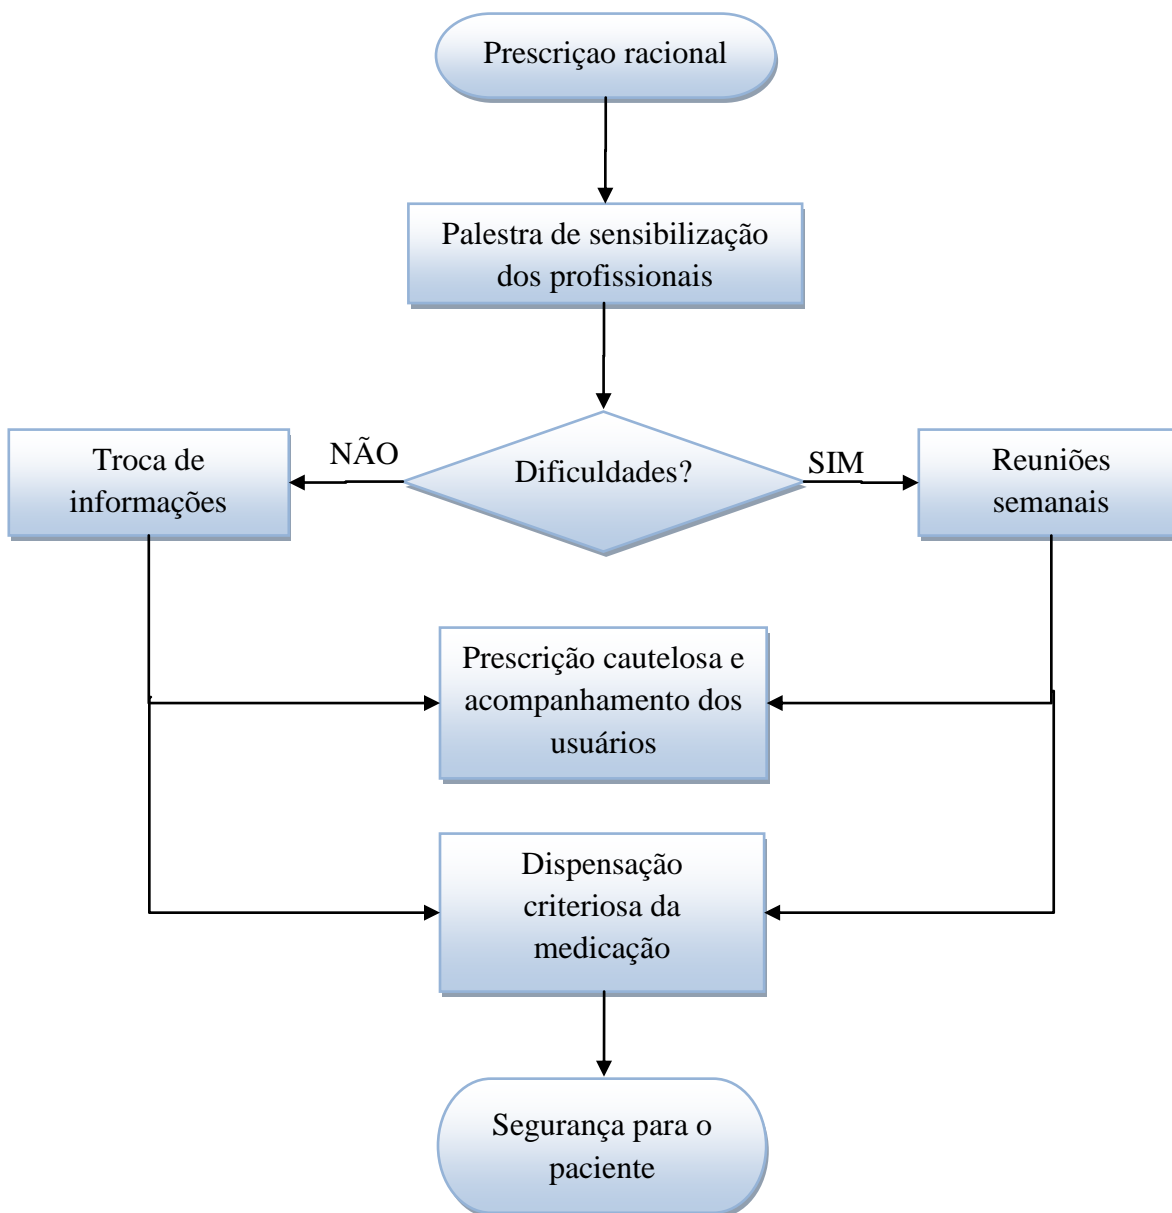 Prescriçao racional
Palestra de sensibilização
dos profissionais
Dificuldades?
NÃO
SIM
Troca de
informações
Reuniões
semanais
Prescrição cautelosa e
acompanhamento dos
usuários
Dispensação
criteriosa da
medicação
Segurança para o
paciente